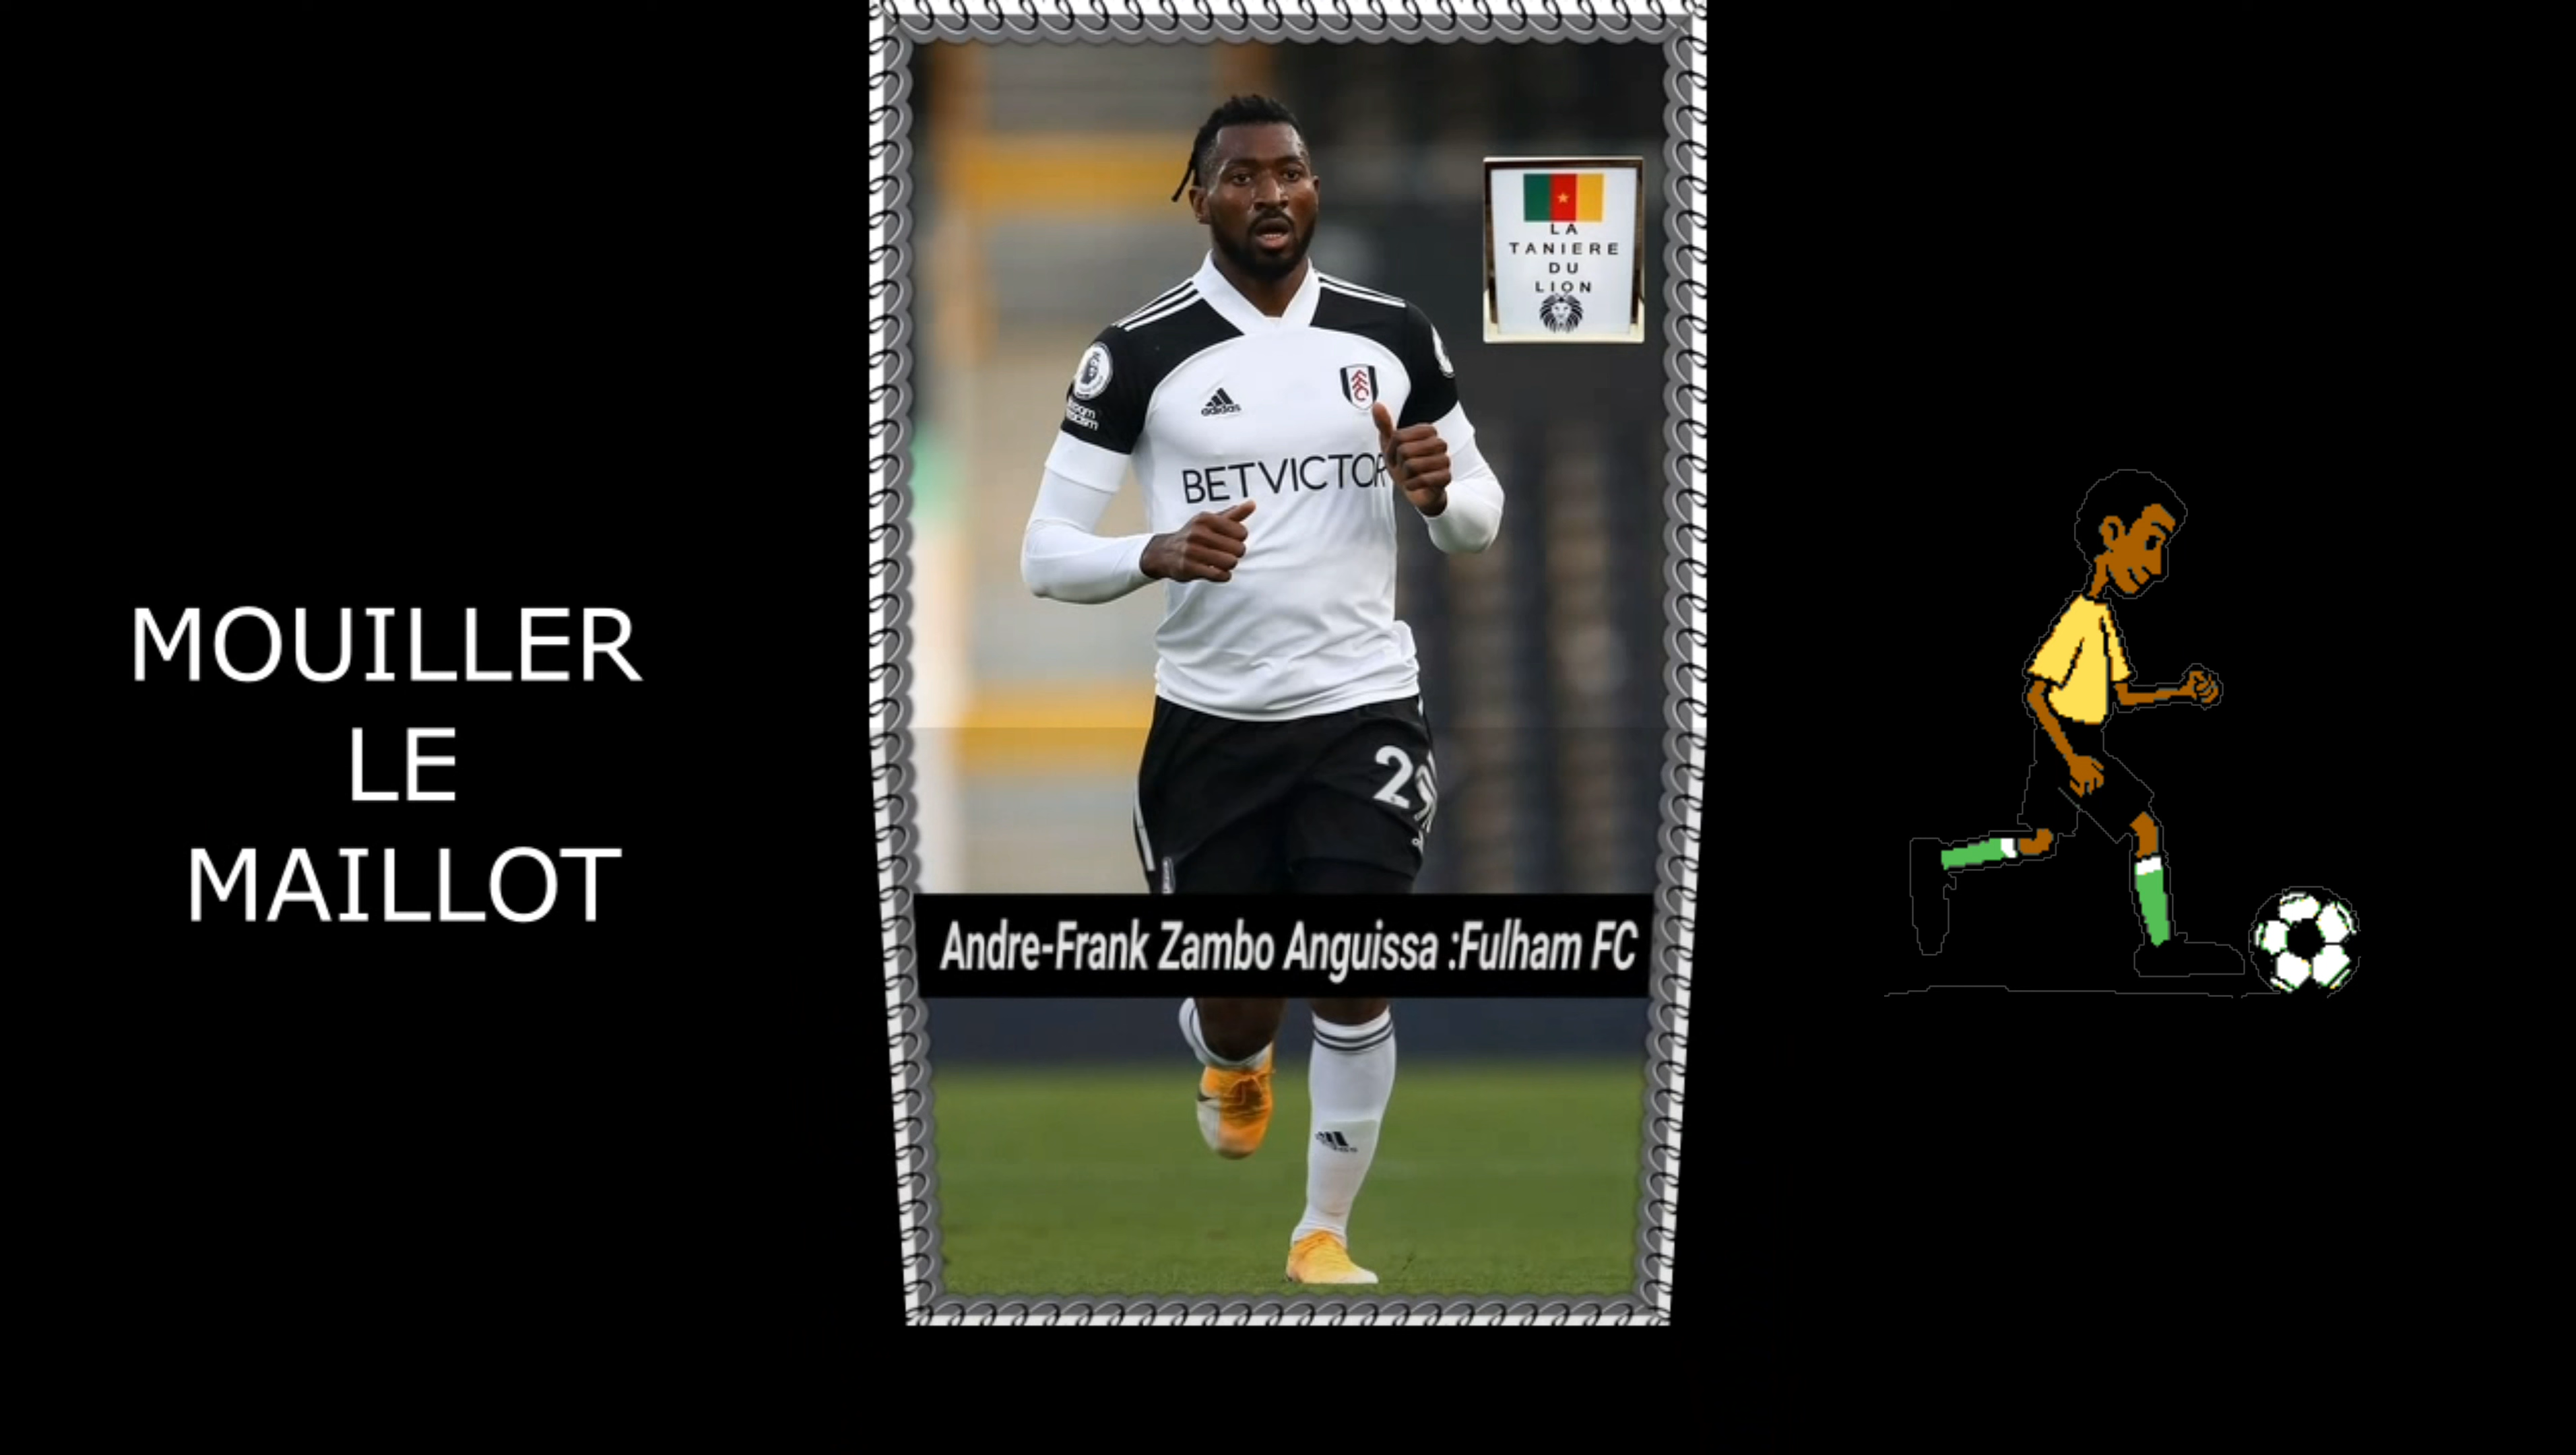 MOUILLER
LE
MAILLOT
LA
TANIERE
DU
LION
adidas
BETVICTOR
Andre-Frank Zambo Anguissa :Fulham FC